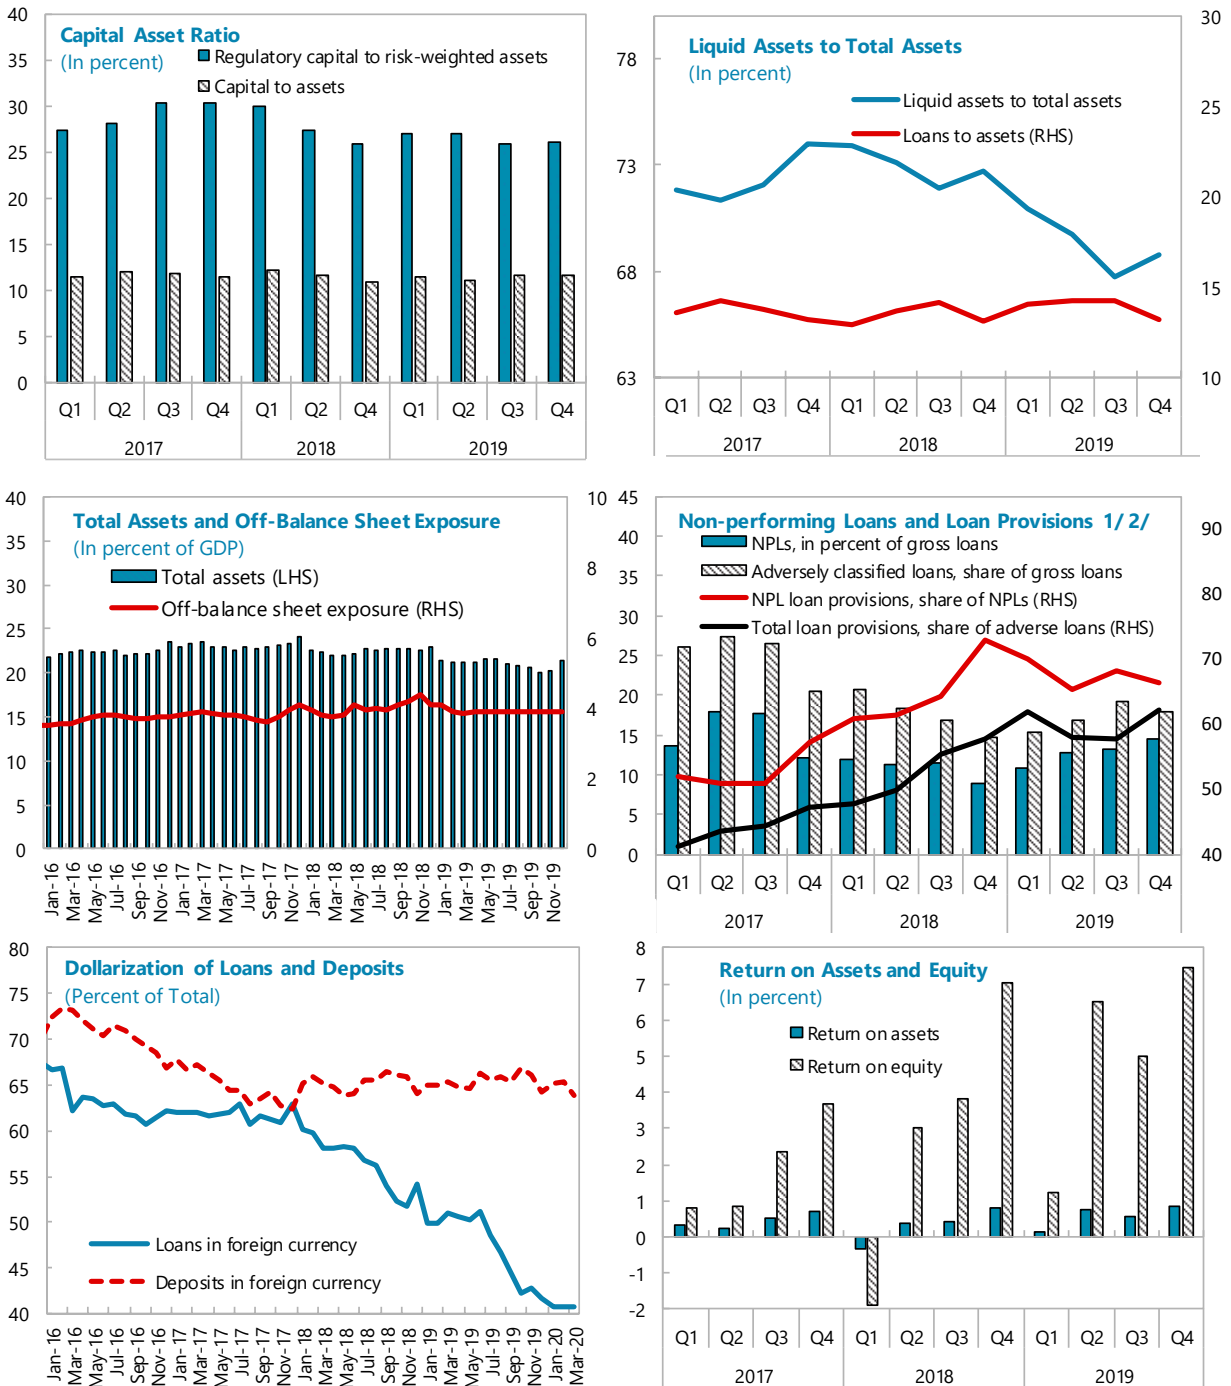 Capital Asset Ratio
(In percent)
Regulatory capital to risk-weighted assets
Capital to assets
40
35
30
25
20
15
10
5
0
Q1 Q2 Q3 Q4 Q1 Q2 Q4 Q1 Q2 Q3 Q4
2017 2018 2019
Liquid Assets to Total Assets
(In percent)
Liquid assets to total assets
Loans to assets (RHS)
78
73
68
63
30
25
20
15
10
Q1 Q2 Q3 Q4 Q1 Q2 Q3 Q4 Q1 Q2 Q3 Q4
2017 2018 2019
Total Assets and Off-Balance Sheet Exposure
(In percent of GDP)
Total assets (LHS)
Off-balance sheet exposure (RHS)
40
35
30
25
20
15
10
5
0
10
8
6
4
2
0
Jan-16 Mar-16 May-16 Jul-16 Sep-16 Nov-16 Jan-17 Mar-17 May-17 Jul-17 Sep-17 Nov-17 Jan-18 Mar-18 May-18 Jul-18 Sep-18 Nov-18 Jan-19 Mar-19 May-19 Jul-19 Sep-19 Nov-19
Non-performing Loans and Loan Provisions 1/ 2/
NPLs, in percent of gross loans
Adversely classified loans, share of gross loans
NPL loan provisions, share of NPLs (RHS)
Total loan provisions, share of adverse loans (RHS)
45
40
35
30
25
20
15
10
5
0
90
80
70
60
50
40
Q1 Q2 Q3 Q4 Q1 Q2 Q3 Q4 Q1 Q2 Q3 Q4
2017 2018 2019
Dollarization of Loans and Deposits
(Percent of Total)
Loans in foreign currency
Deposits in foreign currency
80
75
70
65
60
55
50
45
40
Jan-16 Mar-16 May-16 Jul-16 Sep-16 Nov-16 Jan-17 Mar-17 May-17 Jul-17 Sep-17 Nov-17 Jan-18 Mar-18 May-18 Jul-18 Sep-18 Nov-18 Jan-19 Mar-19 May-19 Jul-19 Sep-19 Nov-19 Jan-20 Mar-20
Return on Assets and Equity
(In percent)
Return on assets
Return on equity
8
7
6
5
4
3
2
1
0
-1
-2
Q1 Q2 Q3 Q4 Q1 Q2 Q3 Q4 Q1 Q2 Q3 Q4
2017 2018 2019